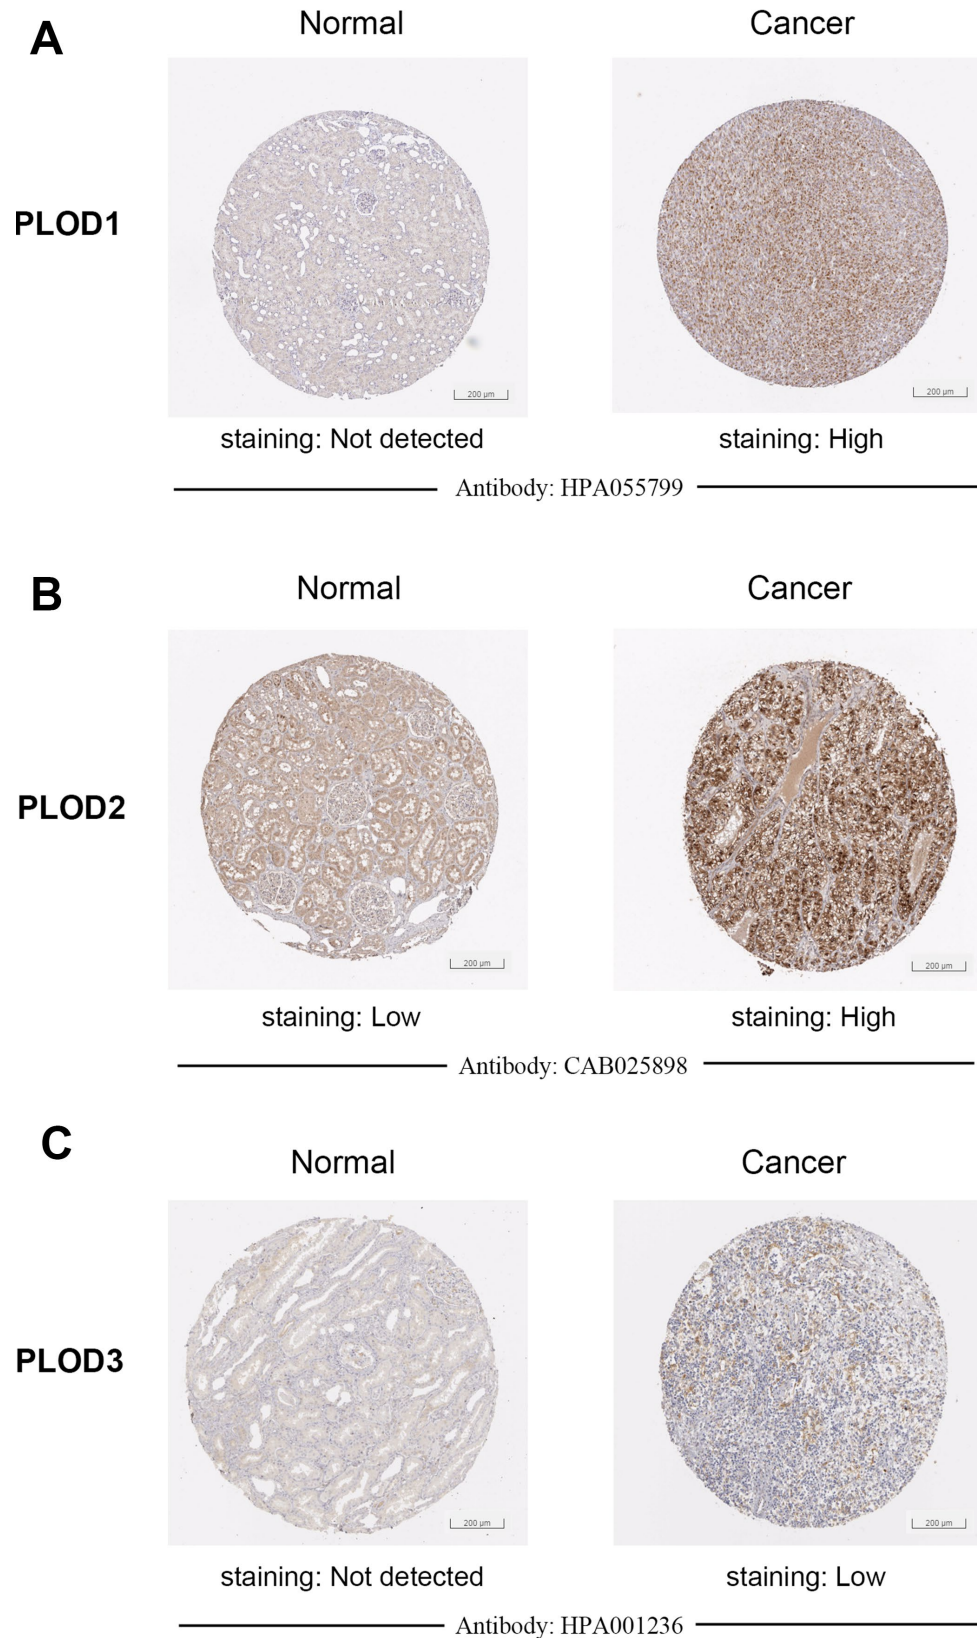 A
Normal
Cancer
PLOD1
200 µm
200 µm
staining: Not detected
staining: High
Antibody: HPA055799
B
Normal
Cancer
PLOD2
200 µm
200 µm
staining: Low
staining: High
Antibody: CAB025898
C
Normal
Cancer
PLOD3
200 µm
200 µm
staining: Not detected
staining: Low
Antibody: HPA001236